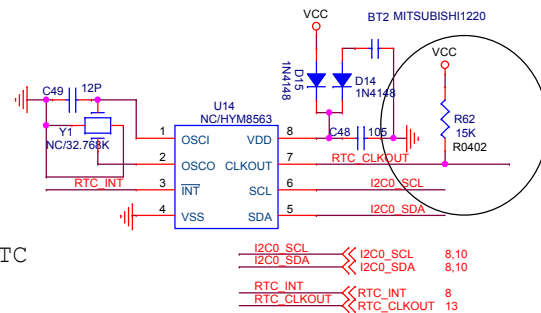 VCC
BT2 MITSUBISHI1220
VCC
D15
1N4148
D14
1N4148
C49 12P
U14
NC/HYM8563
Y1
NC/32.768K
1 OSCI VDD 8
C48 105
R62
15K
R0402
2 OSCO CLKOUT 7 RTC_CLKOUT
RTC_INT 3 INT SCL 6 I2C0_SCL
4 VSS SDA 5 I2C0_SDA
TC
I2C0_SCL I2C0_SCL 8,10
I2C0_SDA I2C0_SDA 8,10
RTC_INT RTC_INT 8
RTC_CLKOUT RTC_CLKOUT 13